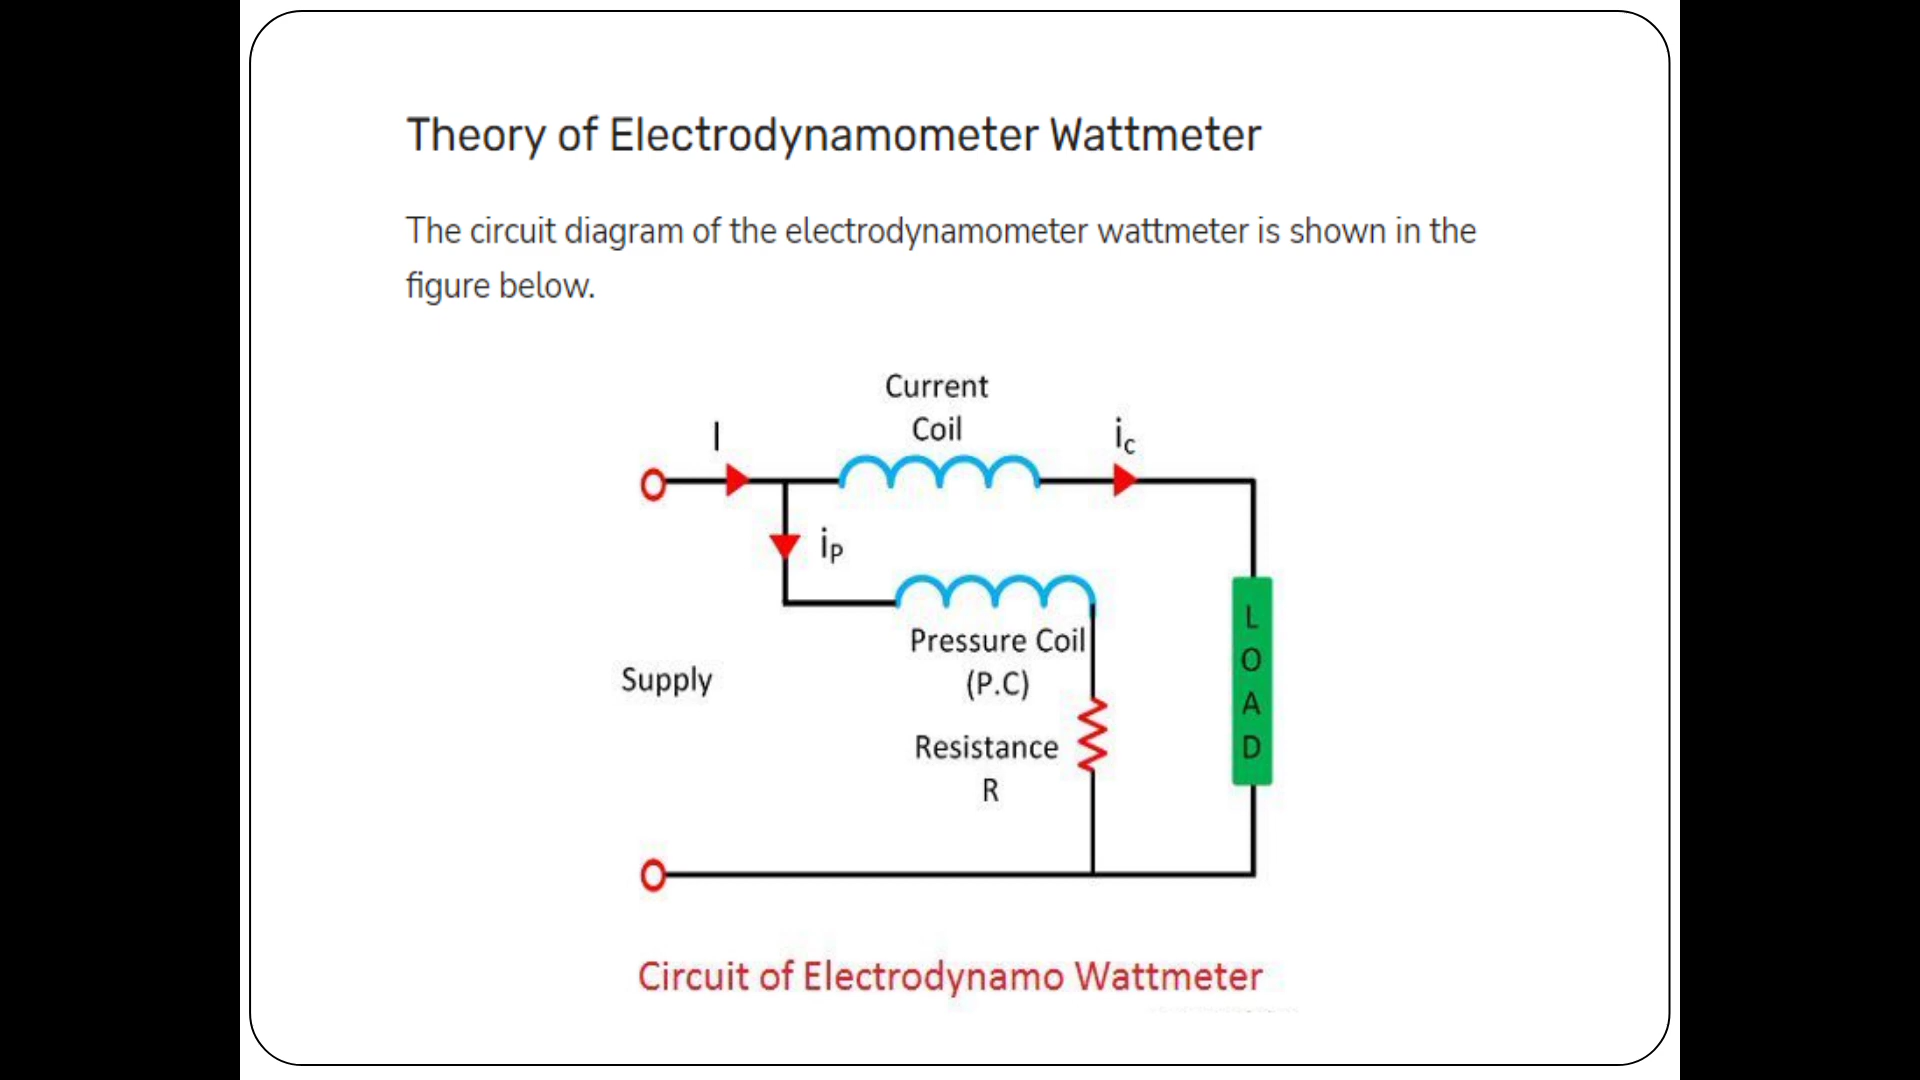 Theory of Electrodynamometer Wattmeter
The circuit diagram of the electrodynamometer wattmeter is shown in the
figure below.
Current
Coil
I
ic
iP
Pressure Coil
(P.C)
Supply
Resistance
R
LOAD
Circuit of Electrodynamo Wattmeter